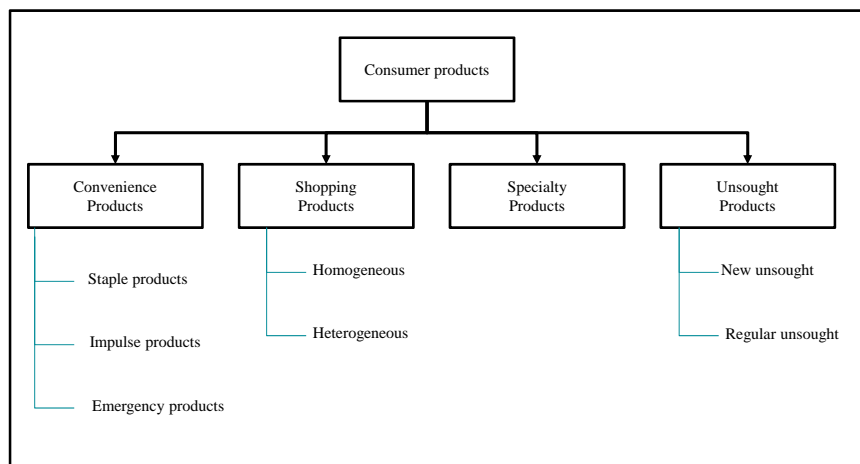 Consumer products
Convenience
Products
Shopping
Products
Specialty
Products
Unsought
Products
Staple products
Impulse products
Emergency products
Homogeneous
Heterogeneous
New unsought
Regular unsought